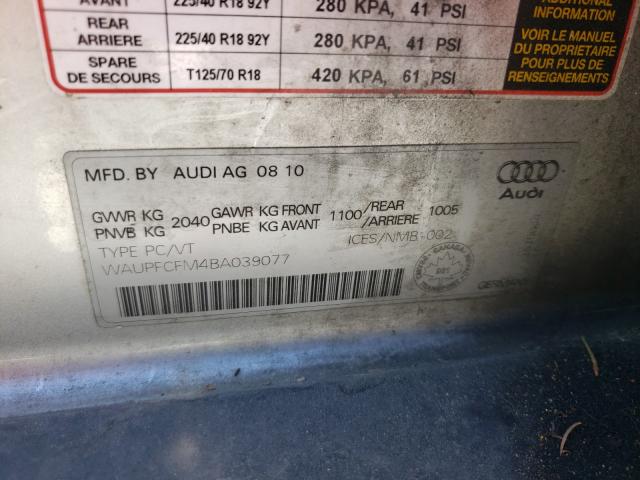 AVANT 225/40 R18 92Y 280 KPA, 41 PSI
REAR
ARRIERE 225/40 R18 92Y 280 KPA, 41 PSI
SPARE
DE SECOURS T125/70 R18 420 KPA, 61 PSI
ADDITIONAL
INFORMATION
VOIR LE MANUEL
DU PROPRIETAIRE
POUR PLUS DE
RENSEIGNEMENTS
MFD. BY AUDI AG 08 10
Audi
GVWR KG 2040 GAWR KG FRONT 1100 /REAR 1005
PNVB KG PNBE KG AVANT /ARRIERE
TYPE PC/VT ICES/NMB-002
WAUPFCFM4BA039077
CANADA